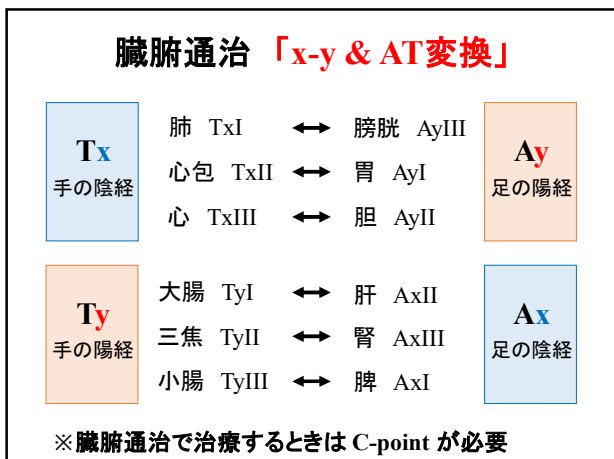 臓腑通治 「x-y & AT変換」
Tx
手の陰経
肺 TxI ↔ 膀胱 AyIII
心包 TxII ↔ 胃 AyI
心 TxIII ↔ 胆 AyII
Ay
足の陽経
Ty
手の陽経
大腸 TyI ↔ 肝 AxII
三焦 TyII ↔ 腎 AxIII
小腸 TyIII ↔ 脾 AxI
Ax
足の陰経
※臓腑通治で治療するときは C-point が必要